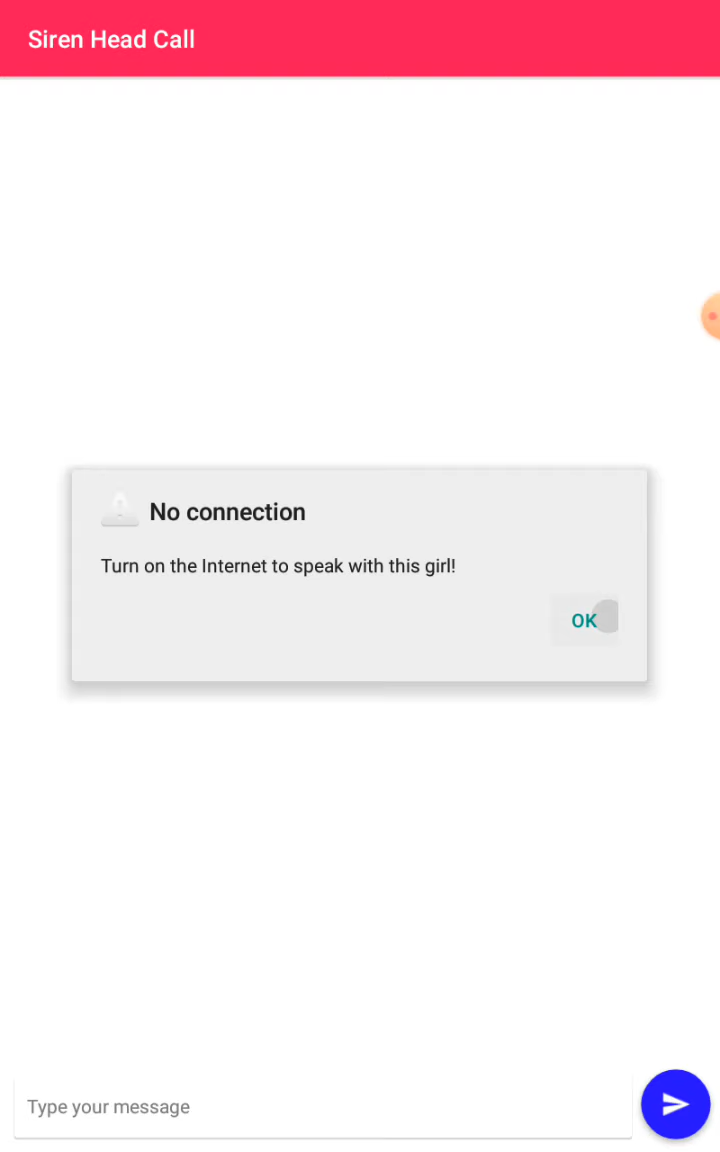 Siren Head Call
No connection
Turn on the Internet to speak with this girl!
OK
Type your message